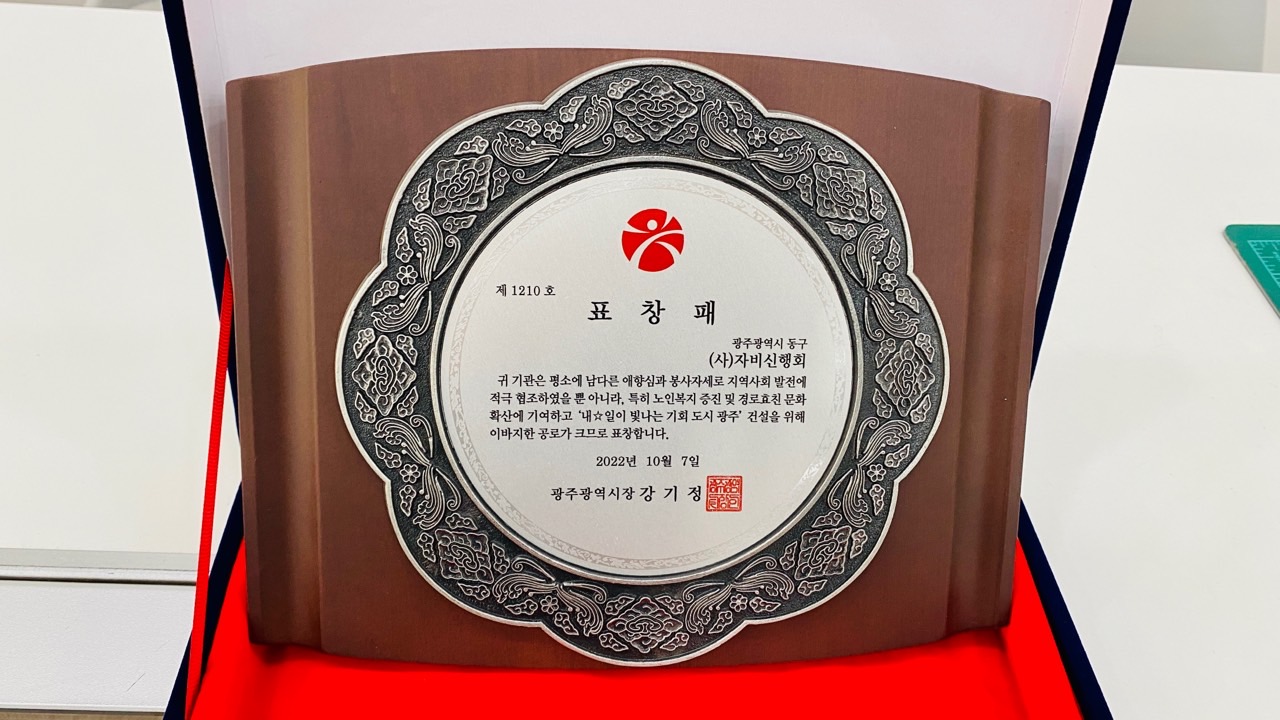 제 1210 호
표 창 패
광주광역시 동구
(사)자비신행회
귀 기관은 평소에 남다른 애향심과 봉사자세로 지역사회 발전에
적극 협조하였을 뿐 아니라, 특히 노인복지 증진 및 경로효친 문화
확산에 기여하고 '내☆일이 빛나는 기회 도시 광주' 건설을 위해
이바지한 공로가 크므로 표창합니다.
2022년 10월 7일
광주광역시장 강 기 정